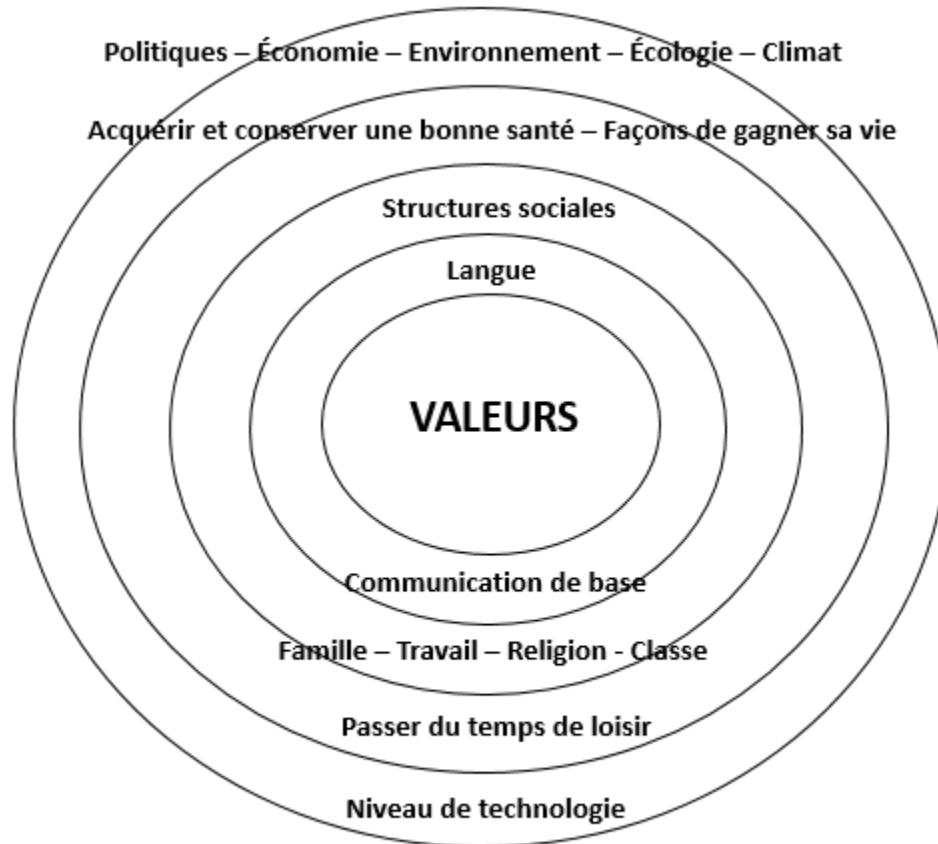 Politiques – Économie – Environnement – Écologie – Climat
Acquérir et conserver une bonne santé – Façons de gagner sa vie
Structures sociales
Langue
VALEURS
Communication de base
Famille – Travail – Religion - Classe
Passer du temps de loisir
Niveau de technologie